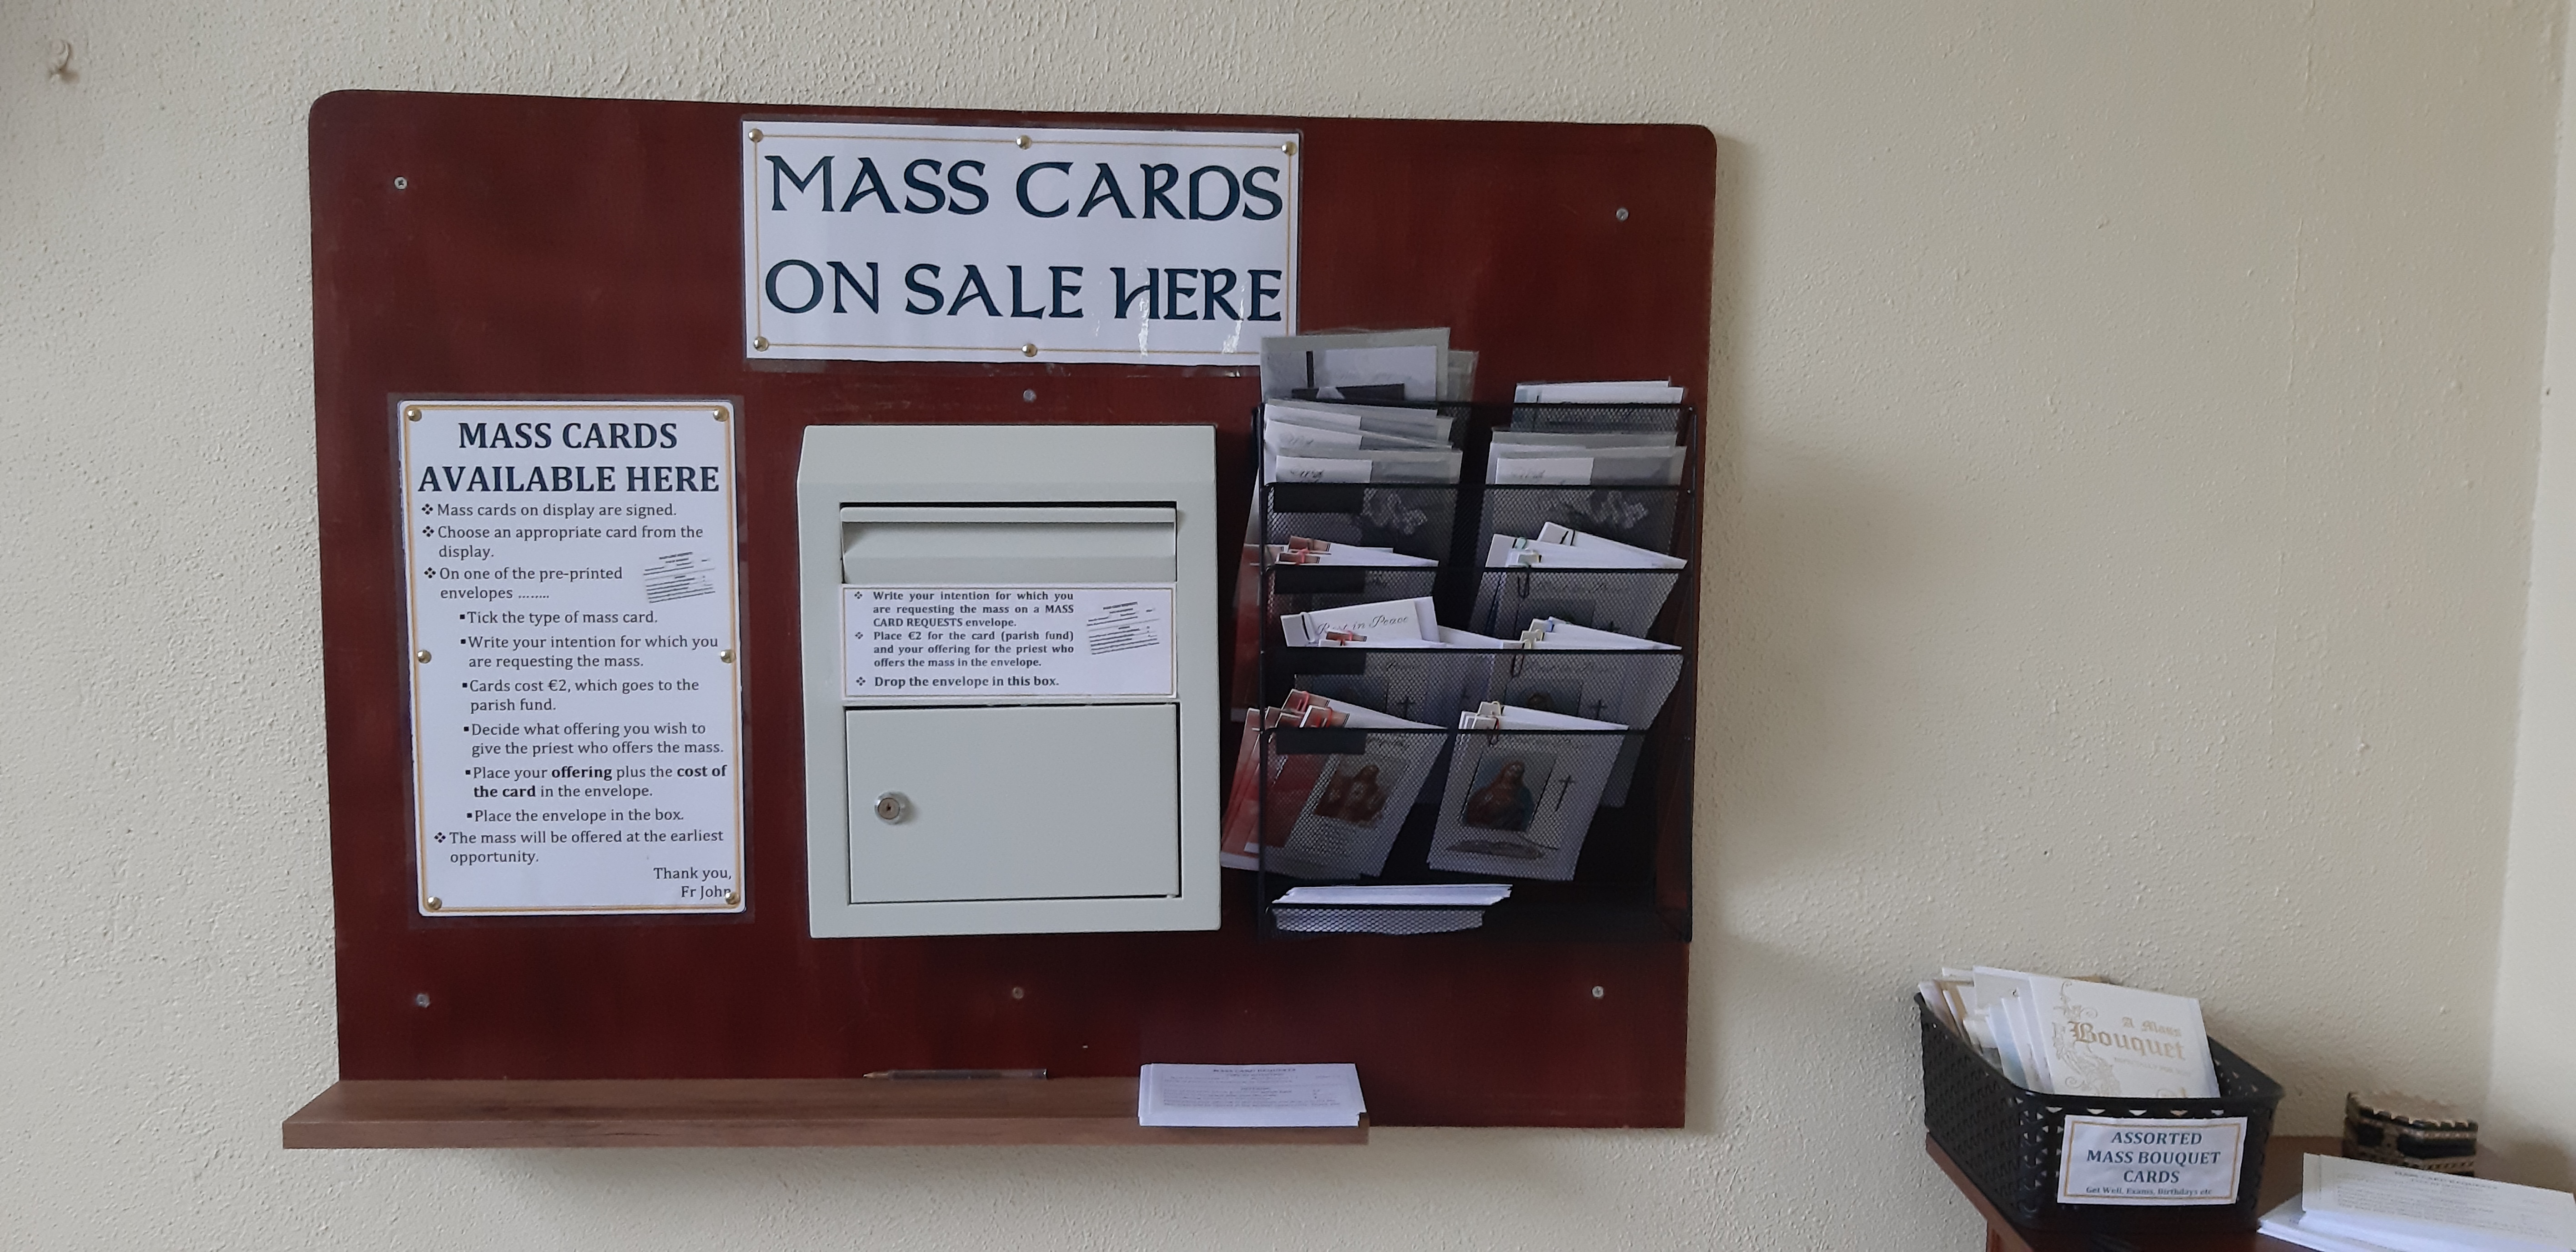 MASS CARDS
ON SALE HERE
MASS CARDS
AVAILABLE HERE
❖ Mass cards on display are signed.
❖ Choose an appropriate card from the
display.
❖ On one of the pre-printed
envelopes ........
▪ Tick the type of mass card.
▪ Write your intention for which you
are requesting the mass.
▪ Cards cost €2, which goes to the
parish fund.
▪ Decide what offering you wish to
give the priest who offers the mass.
▪ Place your offering plus the cost of
the card in the envelope.
▪ Place the envelope in the box.
❖ The mass will be offered at the earliest
opportunity.
Thank you,
Fr John
❖ Write your intention for which you
are requesting the mass on a MASS
CARD REQUESTS envelope.
❖ Place €2 for the card (parish fund)
and your offering for the priest who
offers the mass in the envelope.
❖ Drop the envelope in this box.
Rest in Peace
MASS CARD REQUESTS
A Mass
Bouquet
ASSORTED
MASS BOUQUET
CARDS
Get Well, Exams, Birthdays etc